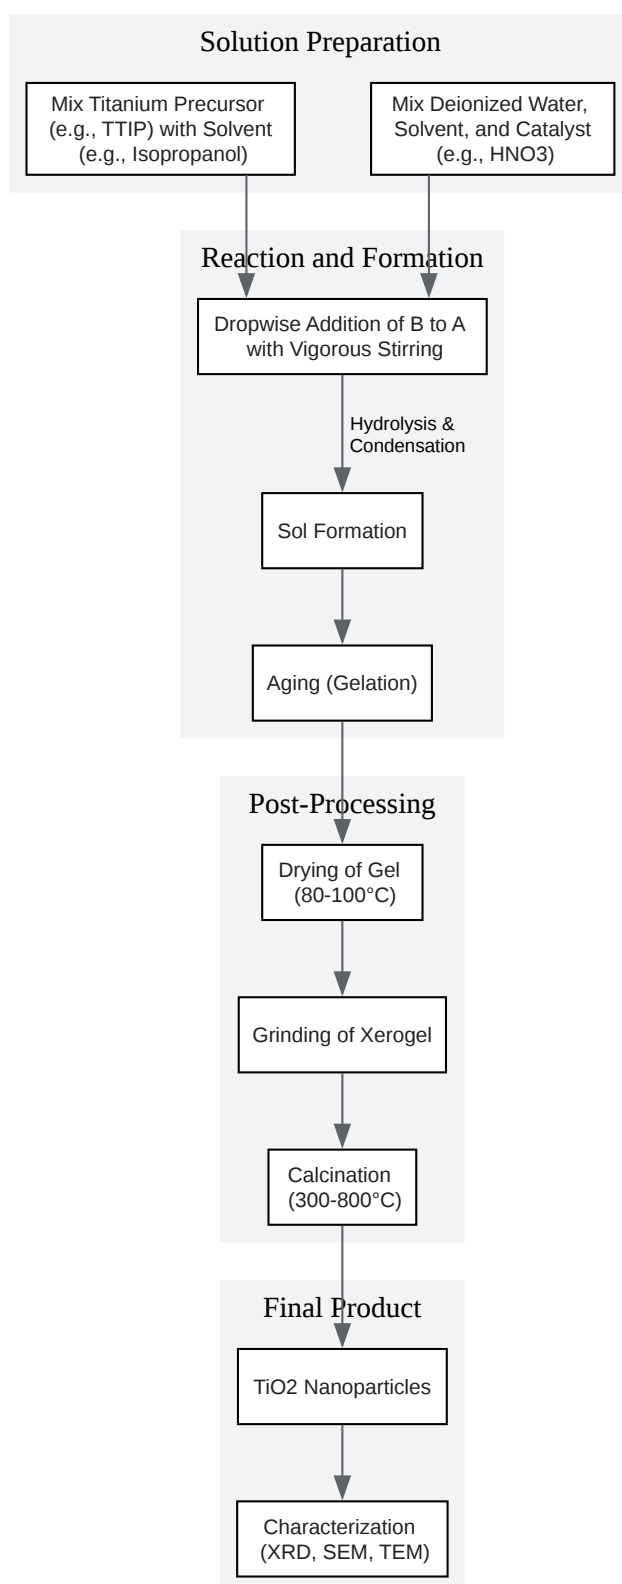 Solution Preparation
Mix Titanium Precursor
(e.g., TTIP) with Solvent
(e.g., Isopropanol)
Mix Deionized Water,
Solvent, and Catalyst
(e.g., HNO3)
Reaction and Formation
Dropwise Addition of B to A
with Vigorous Stirring
Hydrolysis &
Condensation
Sol Formation
Aging (Gelation)
Post-Processing
Drying of Gel
(80-100°C)
Grinding of Xerogel
Calcination
(300-800°C)
Final Product
TiO2 Nanoparticles
Characterization
(XRD, SEM, TEM)